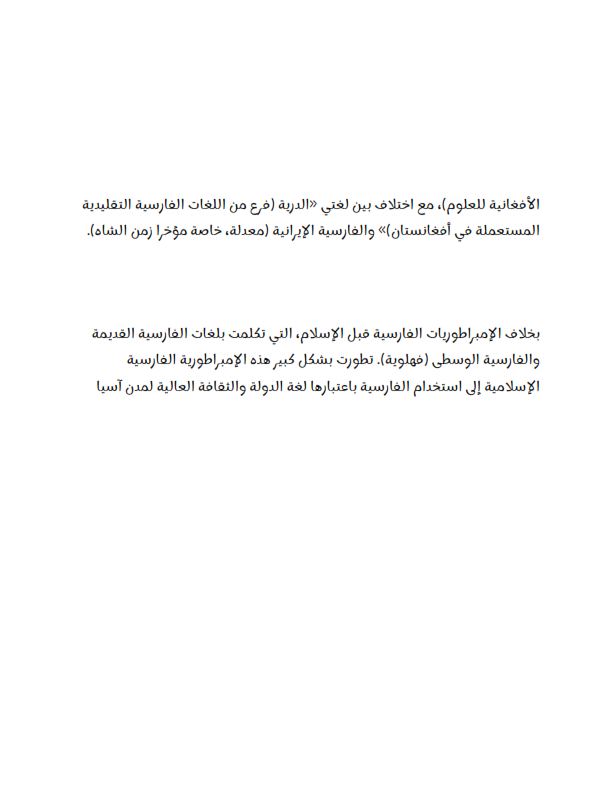 الأفغانية للعلوم)، مع اختلاف بين لغتي «الدرية (فرع من اللغات الفارسية التقليدية
المستعملة في أفغانستان)» والفارسية الإيرانية (معدلة، خاصة مؤخرا زمن الشاه).
بخلاف الإمبراطوريات الفارسية قبل الإسلام، التي تكلمت بلغات الفارسية القديمة
والفارسية الوسطى (فهلوية). تطورت بشكل كبير هذه الإمبراطورية الفارسية
الإسلامية إلى استخدام الفارسية باعتبارها لغة الدولة والثقافة العالية لمدن آسيا